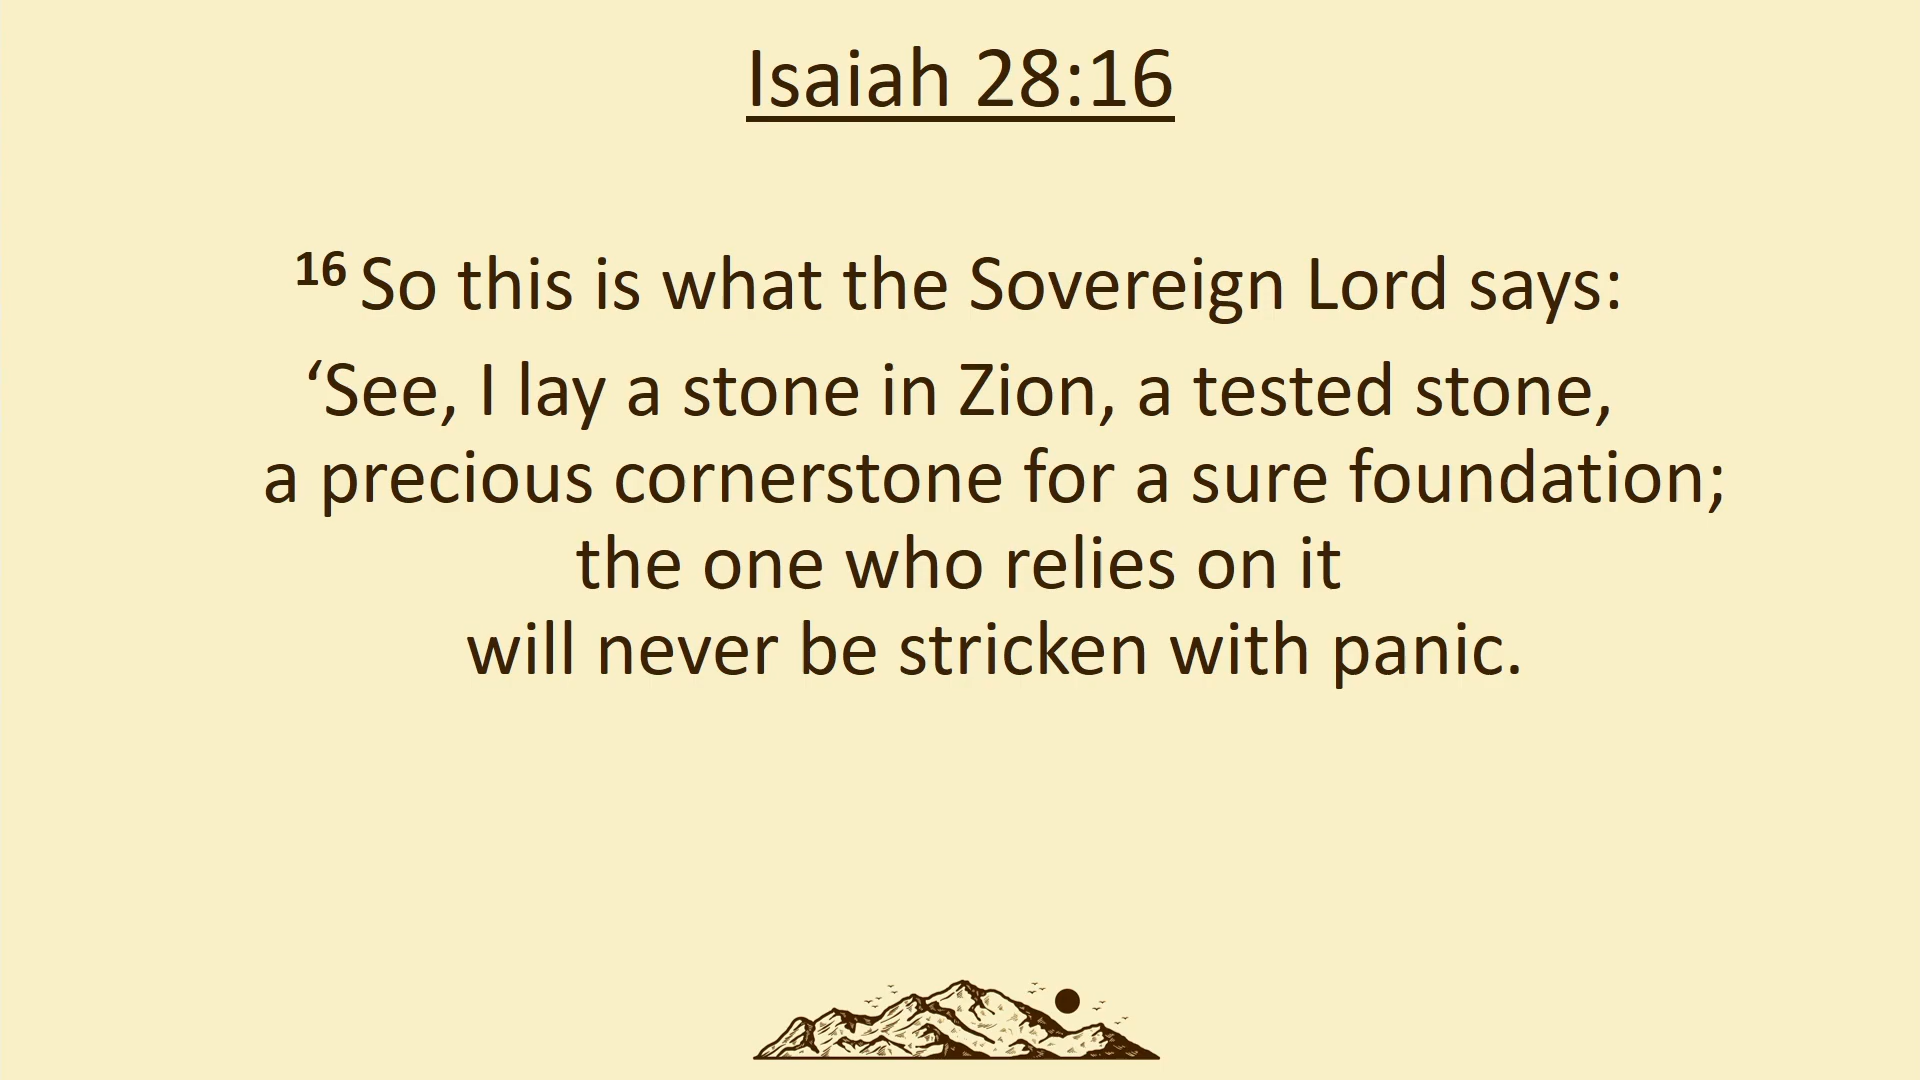 Isaiah 28:16
16 So this is what the Sovereign Lord says:
‘See, I lay a stone in Zion, a tested stone,
a precious cornerstone for a sure foundation;
the one who relies on it
will never be stricken with panic.